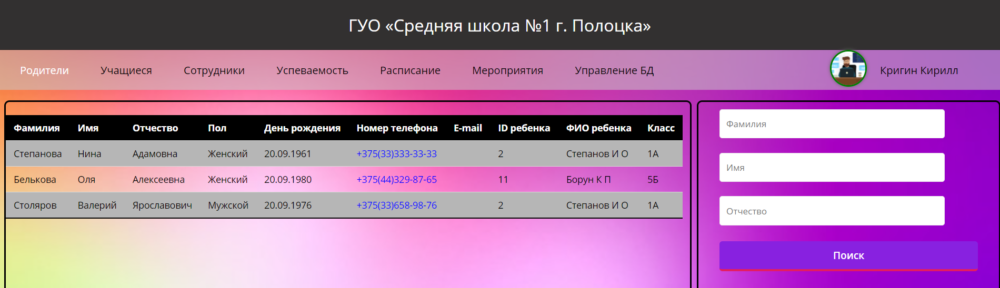 ГУО «Средняя школа №1 г. Полоцка»
Родители Учащиеся Сотрудники Успеваемость Расписание Мероприятия Управление БД Кригин Кирилл
Фамилия Имя Отчество Пол День рождения Номер телефона E-mail ID ребенка ФИО ребенка Класс
Степанова Нина Адамовна Женский 20.09.1961 +375(33)333-33-33 2 Степанов И О 1А
Белькова Оля Алексеевна Женский 20.09.1980 +375(44)329-87-65 11 Борун К П 5Б
Столяров Валерий Ярославович Мужской 20.09.1976 +375(33)658-98-76 2 Степанов И О 1А
Фамилия
Имя
Отчество
Поиск